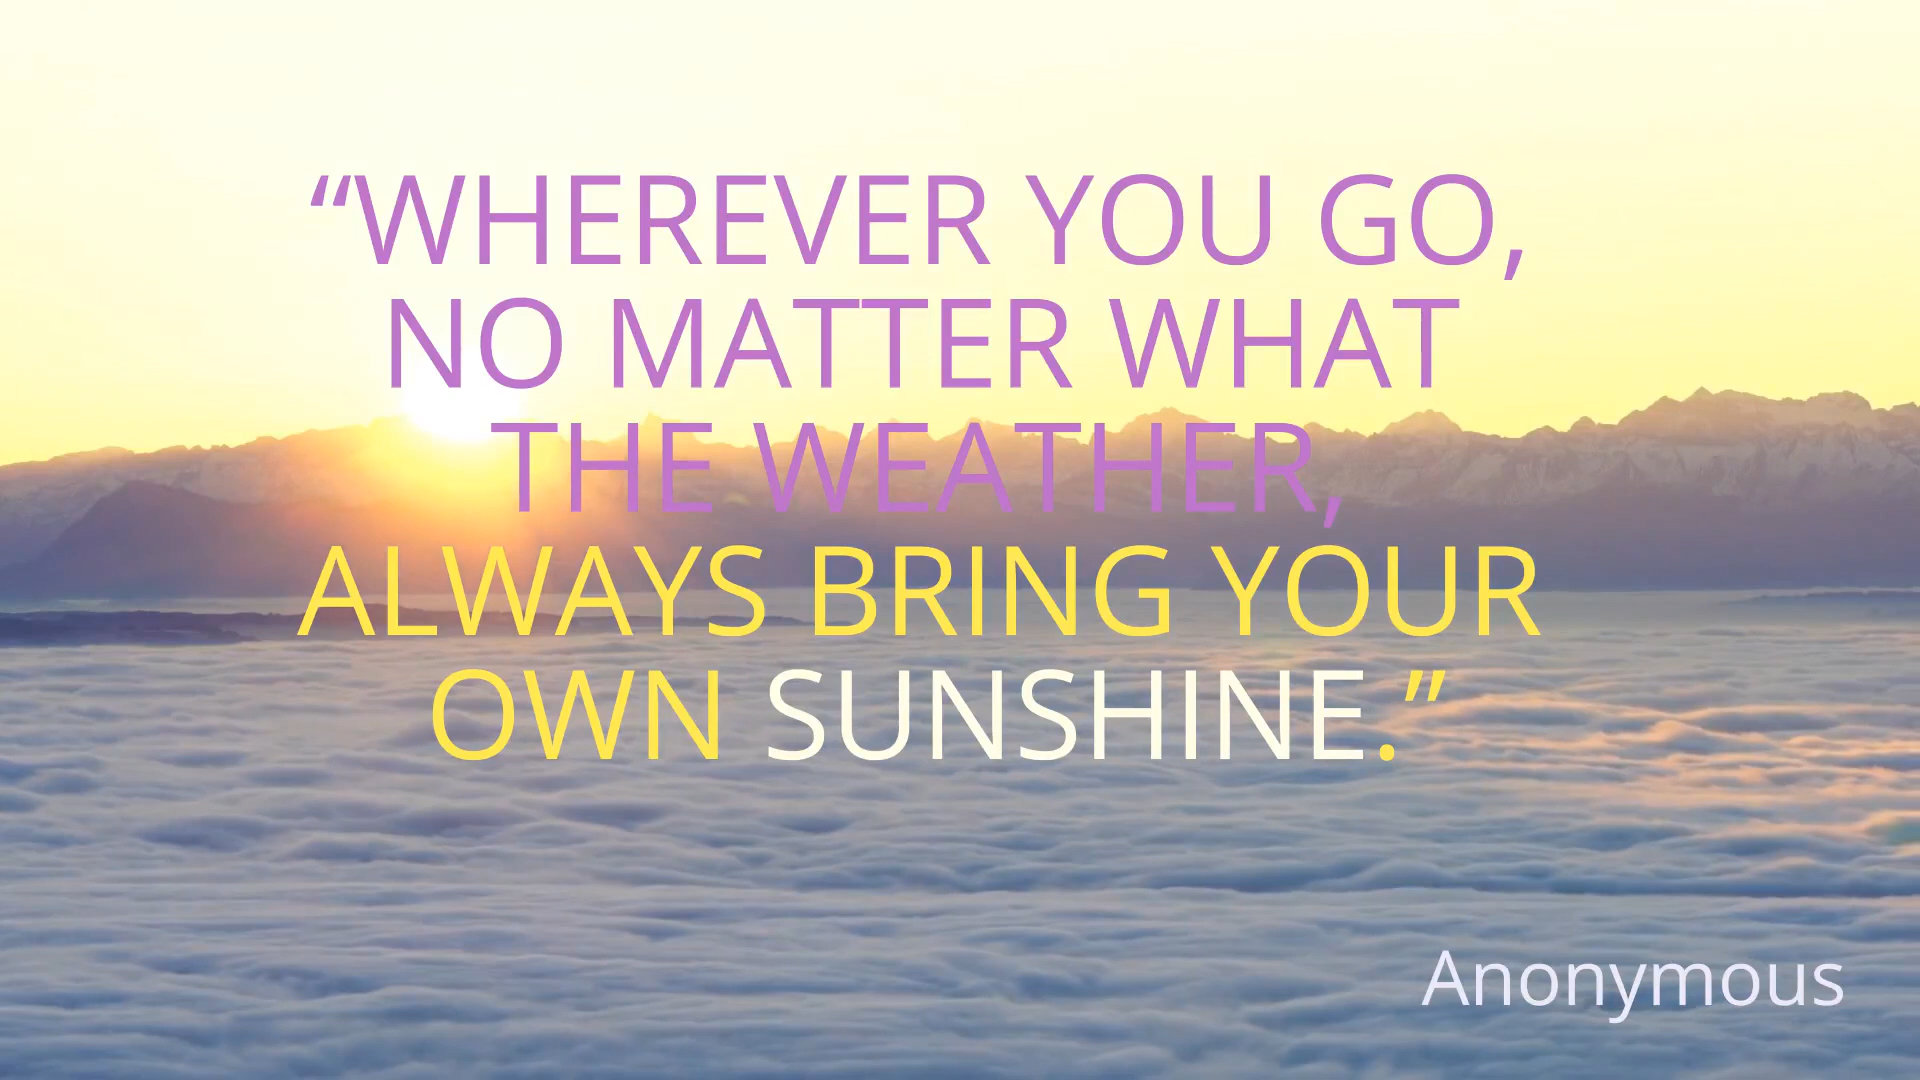 “WHEREVER YOU GO,
NO MATTER WHAT
THE WEATHER,
ALWAYS BRING YOUR
OWN SUNSHINE.”
Anonymous